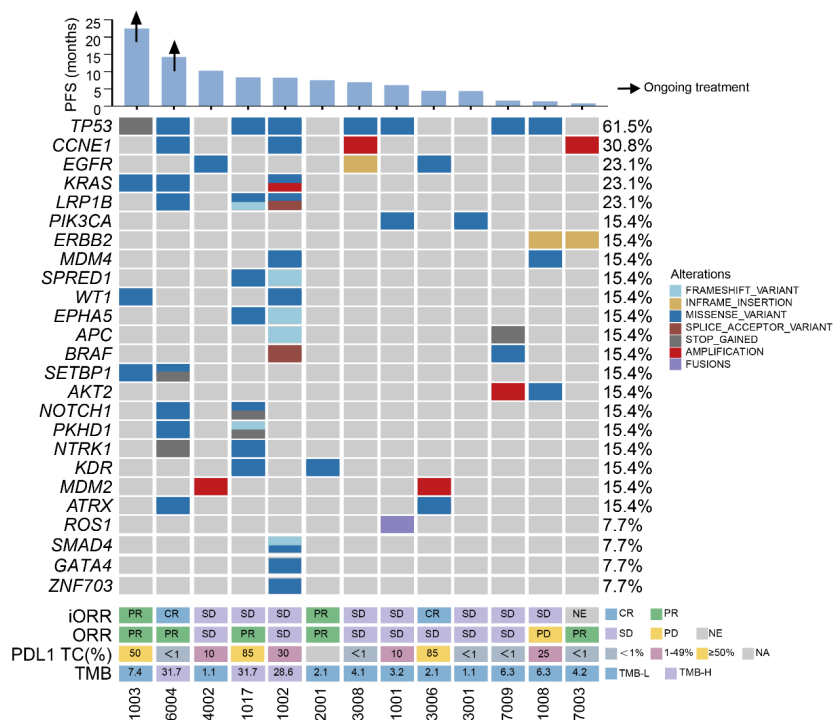 PFS (months)
25
20
15
10
5
0
Ongoing treatment
TP53 61.5%
CCNE1 30.8%
EGFR 23.1%
KRAS 23.1%
LRP1B 23.1%
PIK3CA 15.4%
ERBB2 15.4%
MDM4 15.4%
SPRED1 15.4%
WT1 15.4%
EPHA5 15.4%
APC 15.4%
BRAF 15.4%
SETBP1 15.4%
AKT2 15.4%
NOTCH1 15.4%
PKHD1 15.4%
NTRK1 15.4%
KDR 15.4%
MDM2 15.4%
ATRX 15.4%
ROS1 7.7%
SMAD4 7.7%
GATA4 7.7%
ZNF703 7.7%
Alterations
FRAMESHIFT_VARIANT
INFRAME_INSERTION
MISSENSE_VARIANT
SPLICE_ACCEPTOR_VARIANT
STOP_GAINED
AMPLIFICATION
FUSIONS
iORR PR CR SD SD SD PR SD SD CR SD SD SD NE CR PR
ORR PR PR SD PR SD PR SD SD SD SD SD PD PR SD PD NE
PDL1 TC(%) 50 <1 10 85 30 <1 10 85 <1 <1 25 <1 <1% 1-49% ≥50% NA
TMB 7.4 31.7 1.1 31.7 28.6 2.1 4.1 3.2 2.1 1.1 6.3 6.3 4.2 TMB-L TMB-H
1003 6004 4002 1017 1002 2001 3008 1001 3006 3001 7009 1008 7003